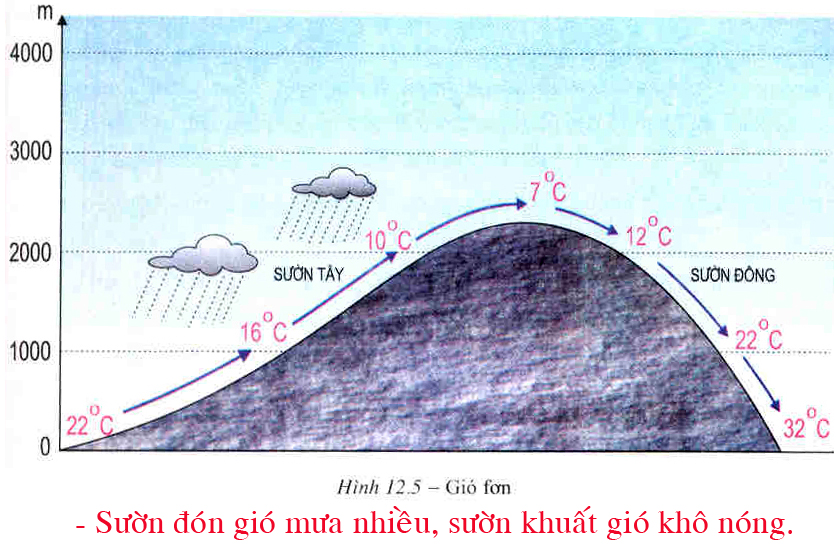 m
4000
3000
2000
1000
0
7°C
10°C
12°C
SƯỜN TÂY
SƯỜN ĐÔNG
16°C
22°C
22°C
32°C
Hình 12.5 – Gió fơn
- Sườn đón gió mưa nhiều, sườn khuất gió khô nóng.